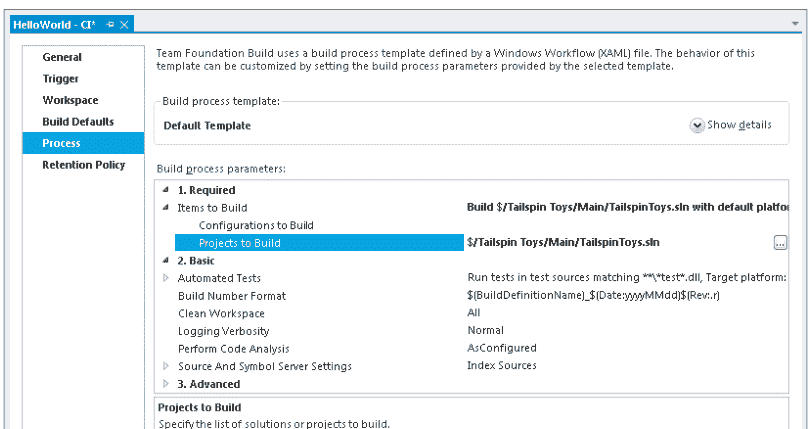 HelloWorld - CI*
General
Trigger
Workspace
Build Defaults
Process
Retention Policy
Team Foundation Build uses a build process template defined by a Windows Workflow (XAML) file. The behavior of this
template can be customized by setting the build process parameters provided by the selected template.
Build process template:
Default Template
Show details
Build process parameters:
1. Required
Items to Build Build $/Tailspin Toys/Main/TailspinToys.sln with default platfo
Configurations to Build
Projects to Build $/Tailspin Toys/Main/TailspinToys.sln ...
2. Basic
Automated Tests Run tests in test sources matching **\*test*.dll, Target platform:
Build Number Format $(BuildDefinitionName)_$(Date:yyyyMMdd)$(Rev:.r)
Clean Workspace All
Logging Verbosity Normal
Perform Code Analysis AsConfigured
Source And Symbol Server Settings Index Sources
3. Advanced
Projects to Build
Specify the list of solutions or projects to build.